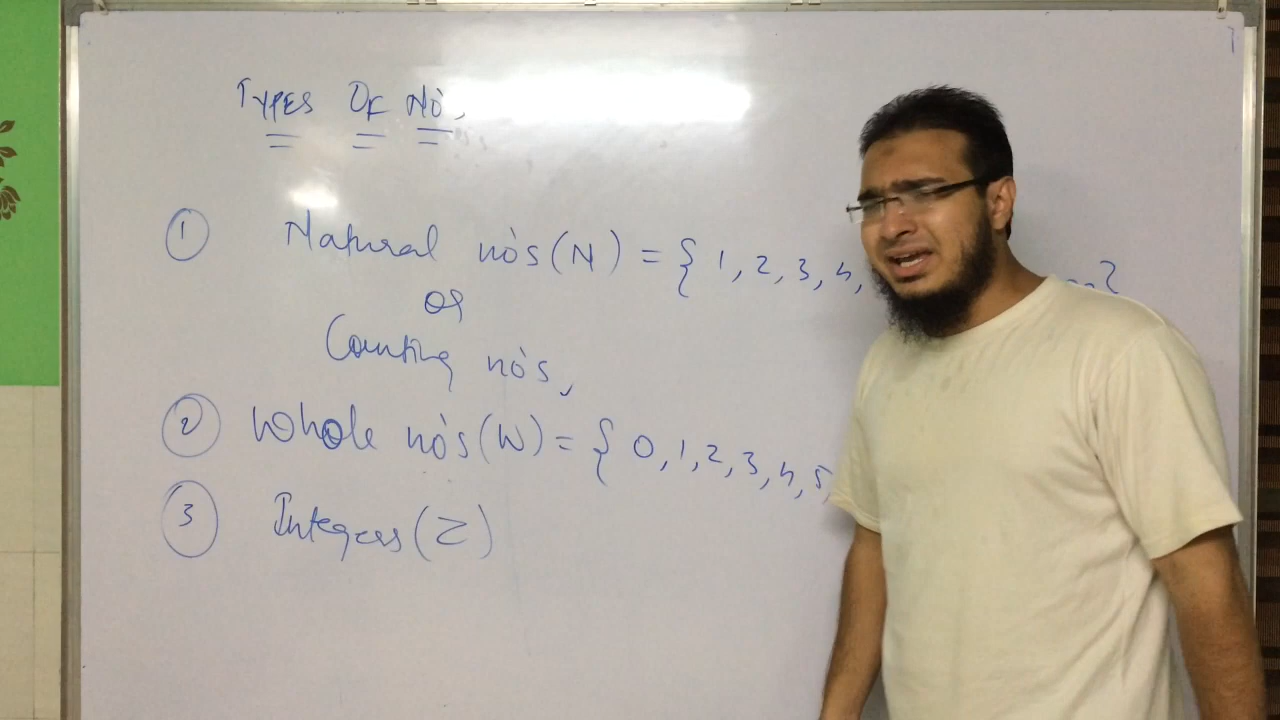 TYPES OF NO,
1 Natural no's (N) = { 1, 2, 3, 4,
or
Counting no's,
2 Whole no's (W) = { 0, 1, 2, 3, 4, 5,
3 Integers (Z)